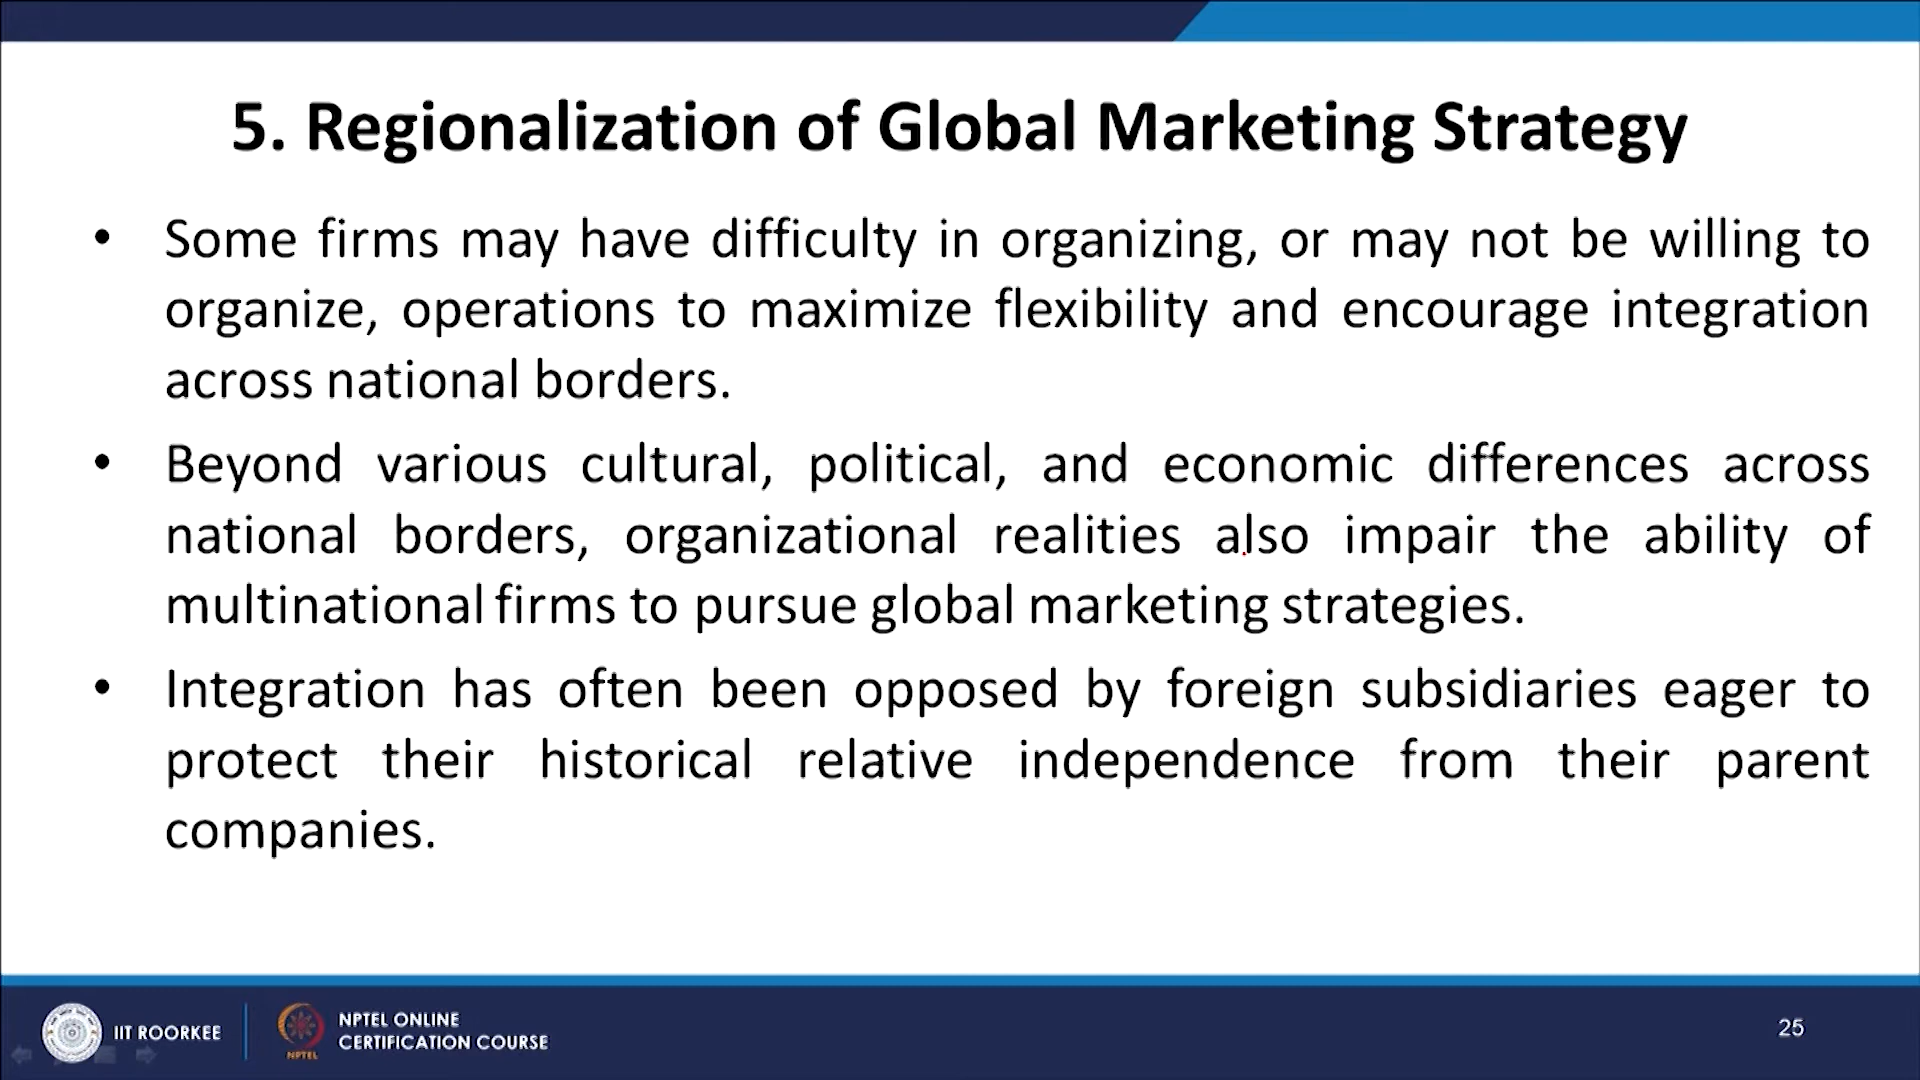 5. Regionalization of Global Marketing Strategy
• Some firms may have difficulty in organizing, or may not be willing to
organize, operations to maximize flexibility and encourage integration
across national borders.
• Beyond various cultural, political, and economic differences across
national borders, organizational realities also impair the ability of
multinational firms to pursue global marketing strategies.
• Integration has often been opposed by foreign subsidiaries eager to
protect their historical relative independence from their parent
companies.
IIT ROORKEE
NPTEL
NPTEL ONLINE
CERTIFICATION COURSE
25